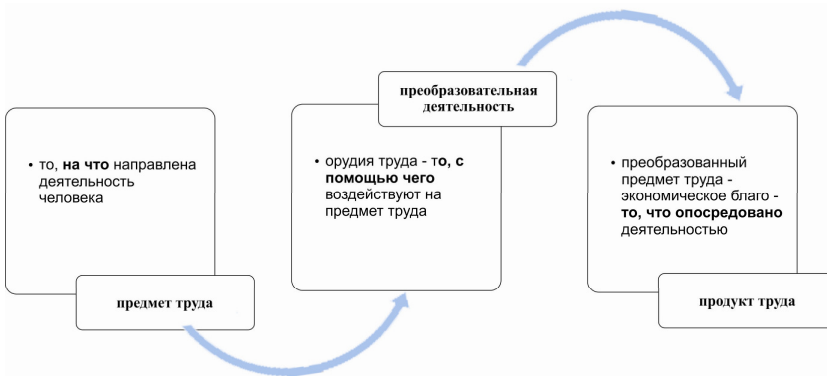 • то, на что направлена
деятельность
человека
предмет труда
преобразовательная
деятельность
• орудия труда - то, с
помощью чего
воздействуют на
предмет труда
• преобразованный
предмет труда -
экономическое благо -
то, что опосредовано
деятельностью
продукт труда